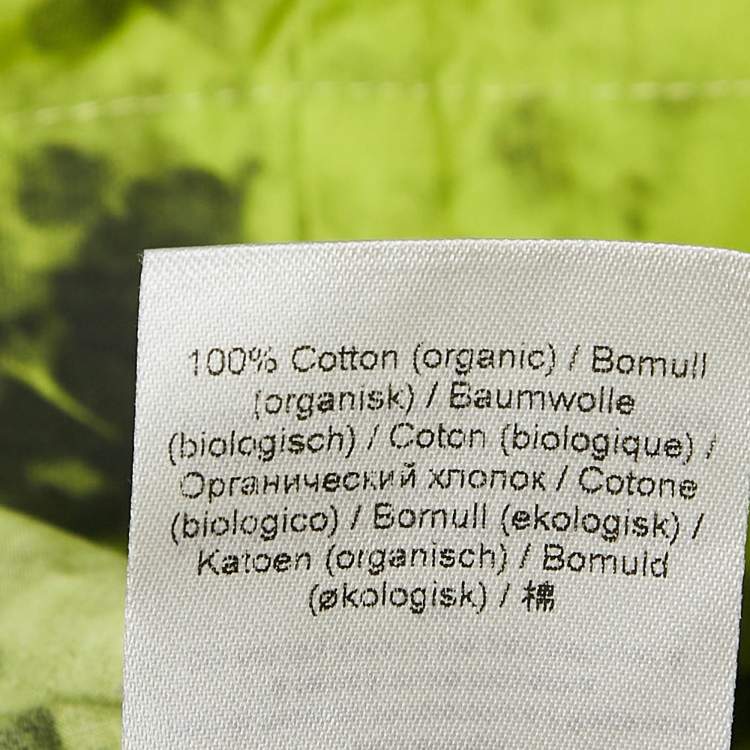 100% Cotton (organic) / Bomull
(organisk) / Baumwolle
(biologisch) / Coton (biologique) /
Органический хлопок / Cotone
(biologico) / Bomull (ekologisk) /
Katoen (organisch) / Bomuld
(økologisk) / 棉